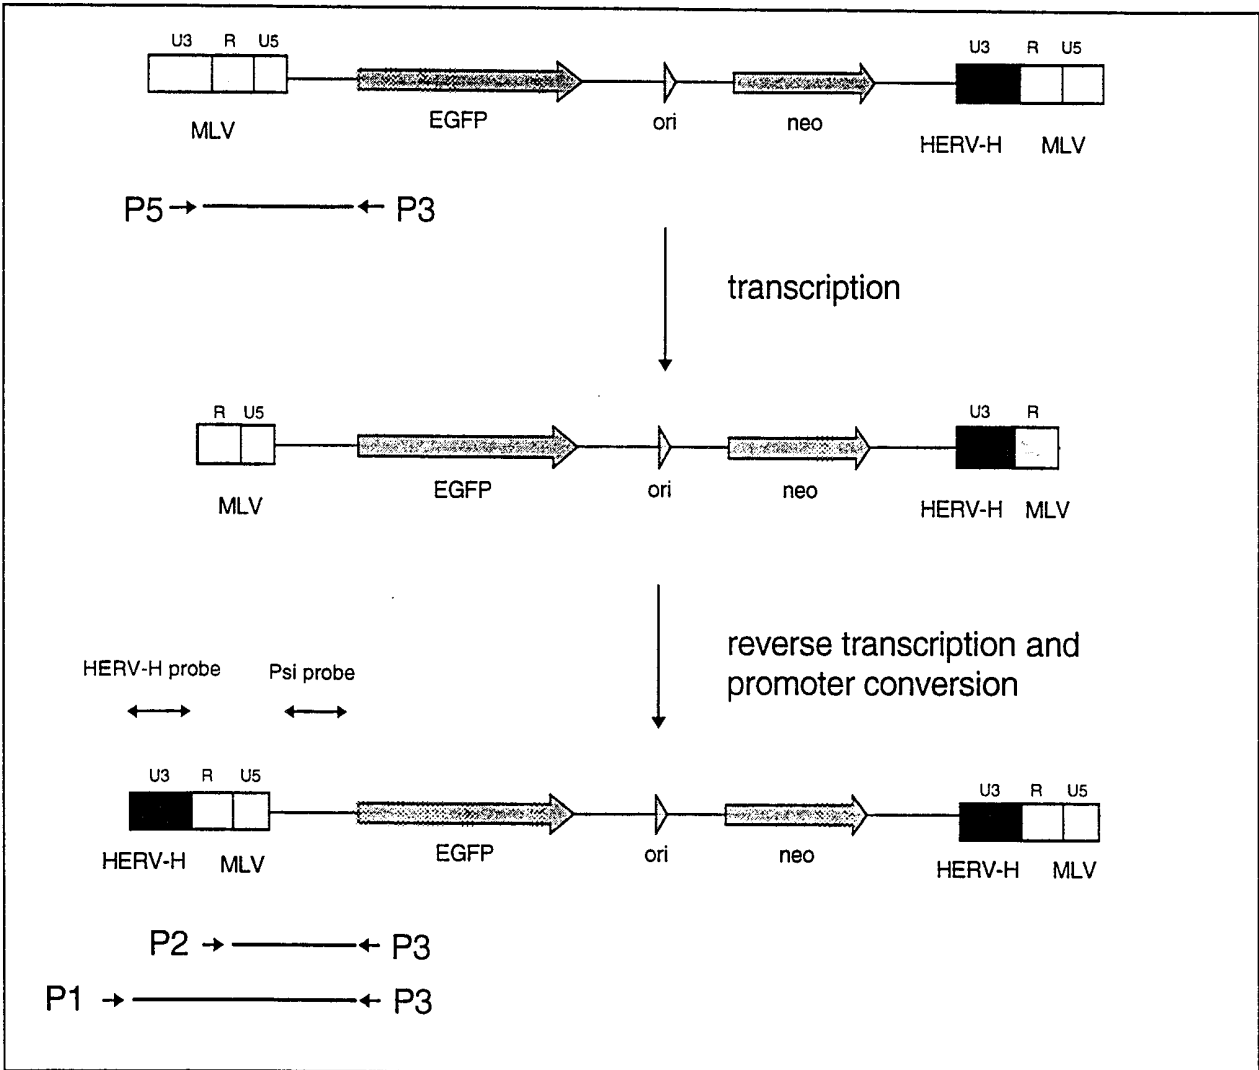 U3 R U5 U3 R U5
MLV EGFP ori neo HERV-H MLV
P5 P3
transcription
R U5 U3 R
MLV EGFP ori neo HERV-H MLV
reverse transcription and
promoter conversion
HERV-H probe Psi probe
U3 R U5 U3 R U5
HERV-H MLV EGFP ori neo HERV-H MLV
P2 P3
P1 P3